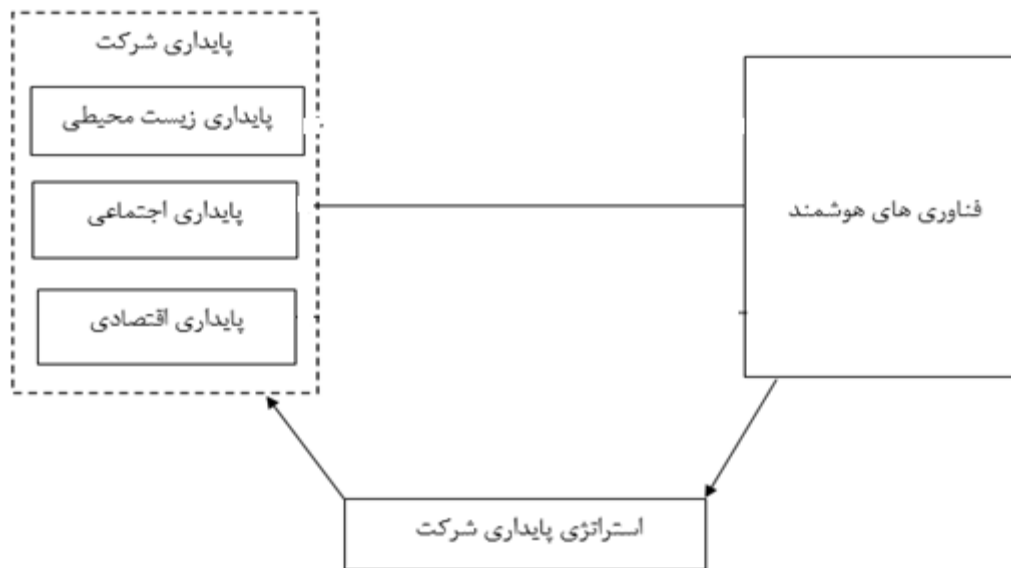 پایداری شرکت
پایداری زیست محیطی
پایداری اجتماعی
پایداری اقتصادی
فناوری های هوشمند
استراتژی پایداری شرکت